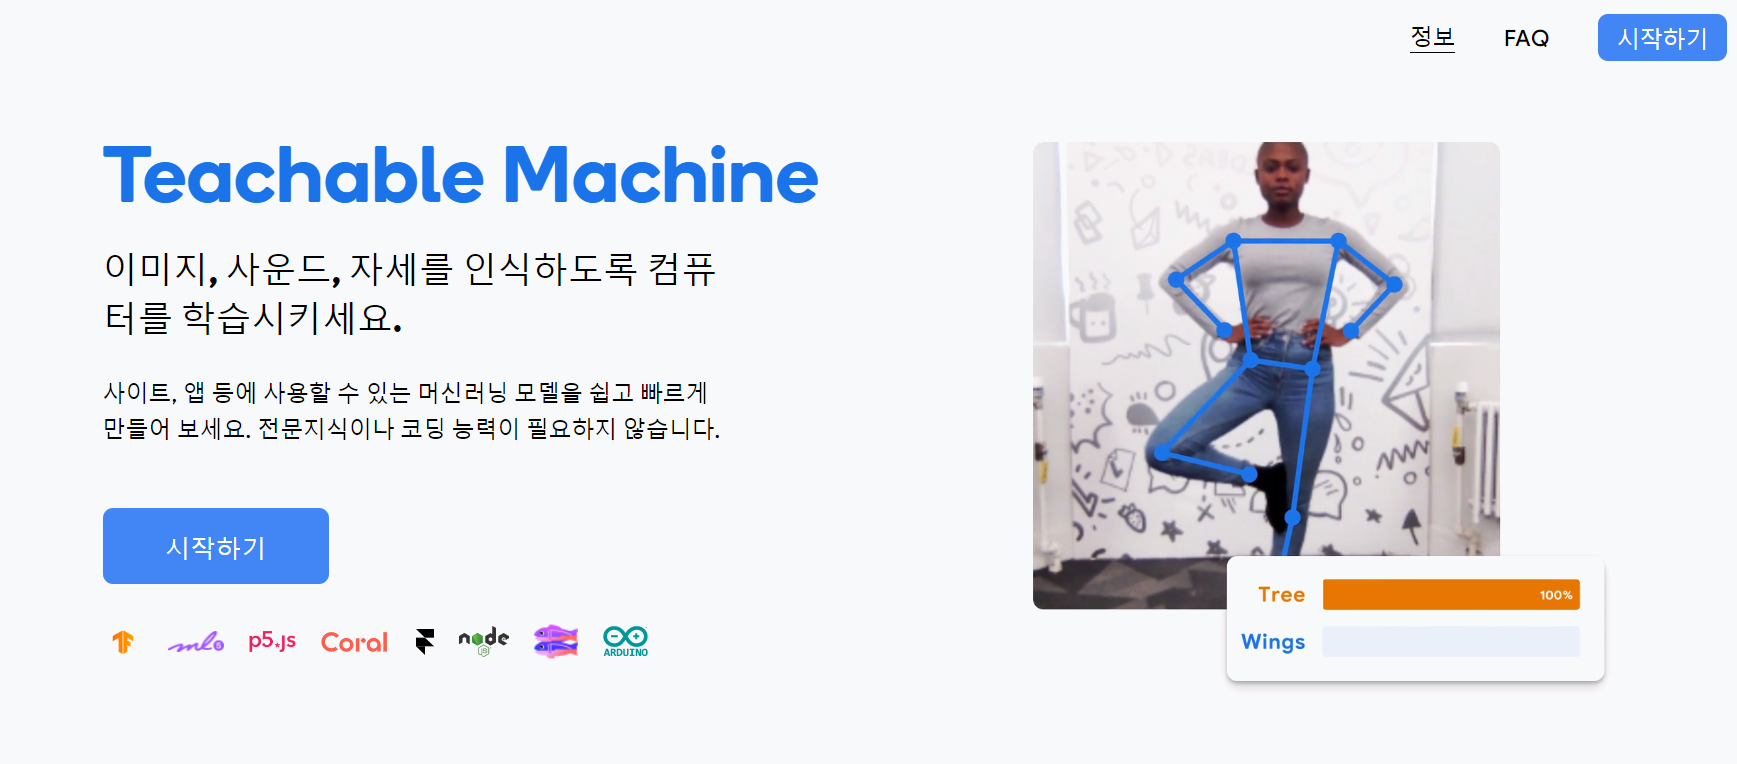 정보 FAQ 시작하기
Teachable Machine
이미지, 사운드, 자세를 인식하도록 컴퓨
터를 학습시키세요.
사이트, 앱 등에 사용할 수 있는 머신러닝 모델을 쉽고 빠르게
만들어 보세요. 전문지식이나 코딩 능력이 필요하지 않습니다.
시작하기
ml5 p5.js Coral node JS ARDUINO
Tree 100%
Wings